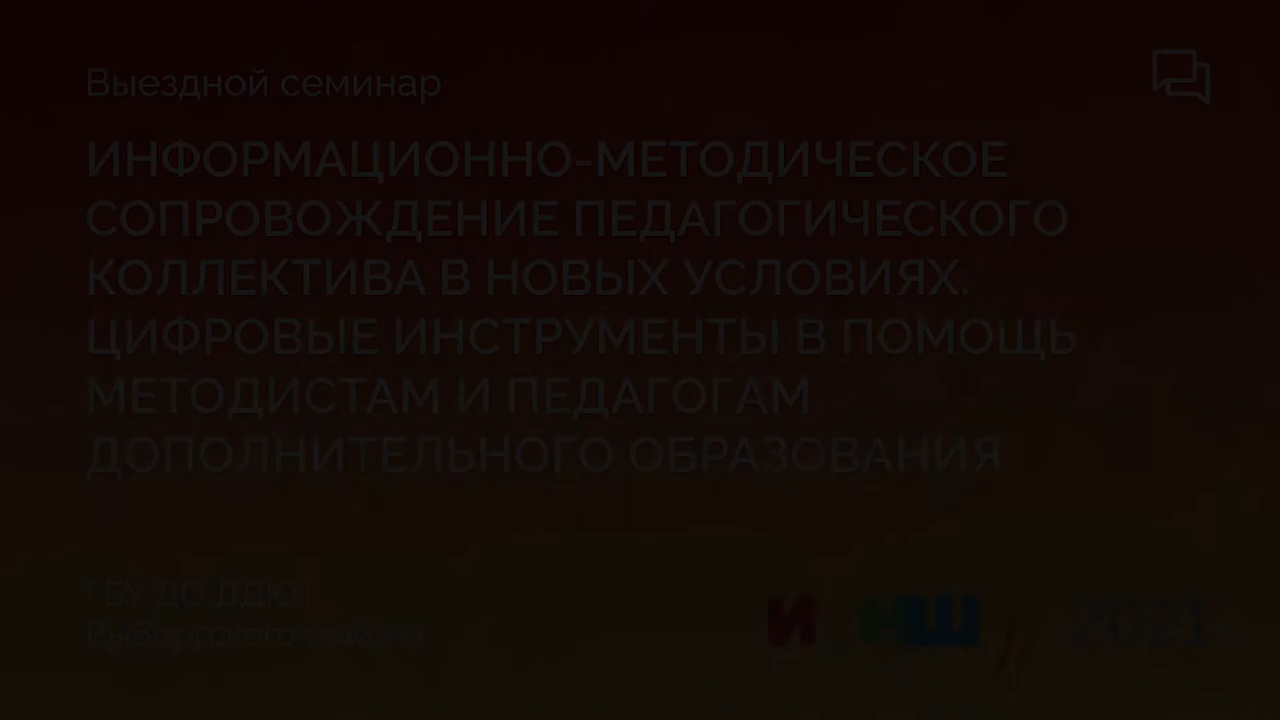 Выездной семинар
ИНФОРМАЦИОННО-МЕТОДИЧЕСКОЕ
СОПРОВОЖДЕНИЕ ПЕДАГОГИЧЕСКОГО
КОЛЛЕКТИВА В НОВЫХ УСЛОВИЯХ.
ЦИФРОВЫЕ ИНСТРУМЕНТЫ В ПОМОЩЬ
МЕТОДИСТАМ И ПЕДАГОГАМ
ДОПОЛНИТЕЛЬНОГО ОБРАЗОВАНИЯ
ГБУ ДО ДДЮТ
Выборгского района
ИГМШ // 2021